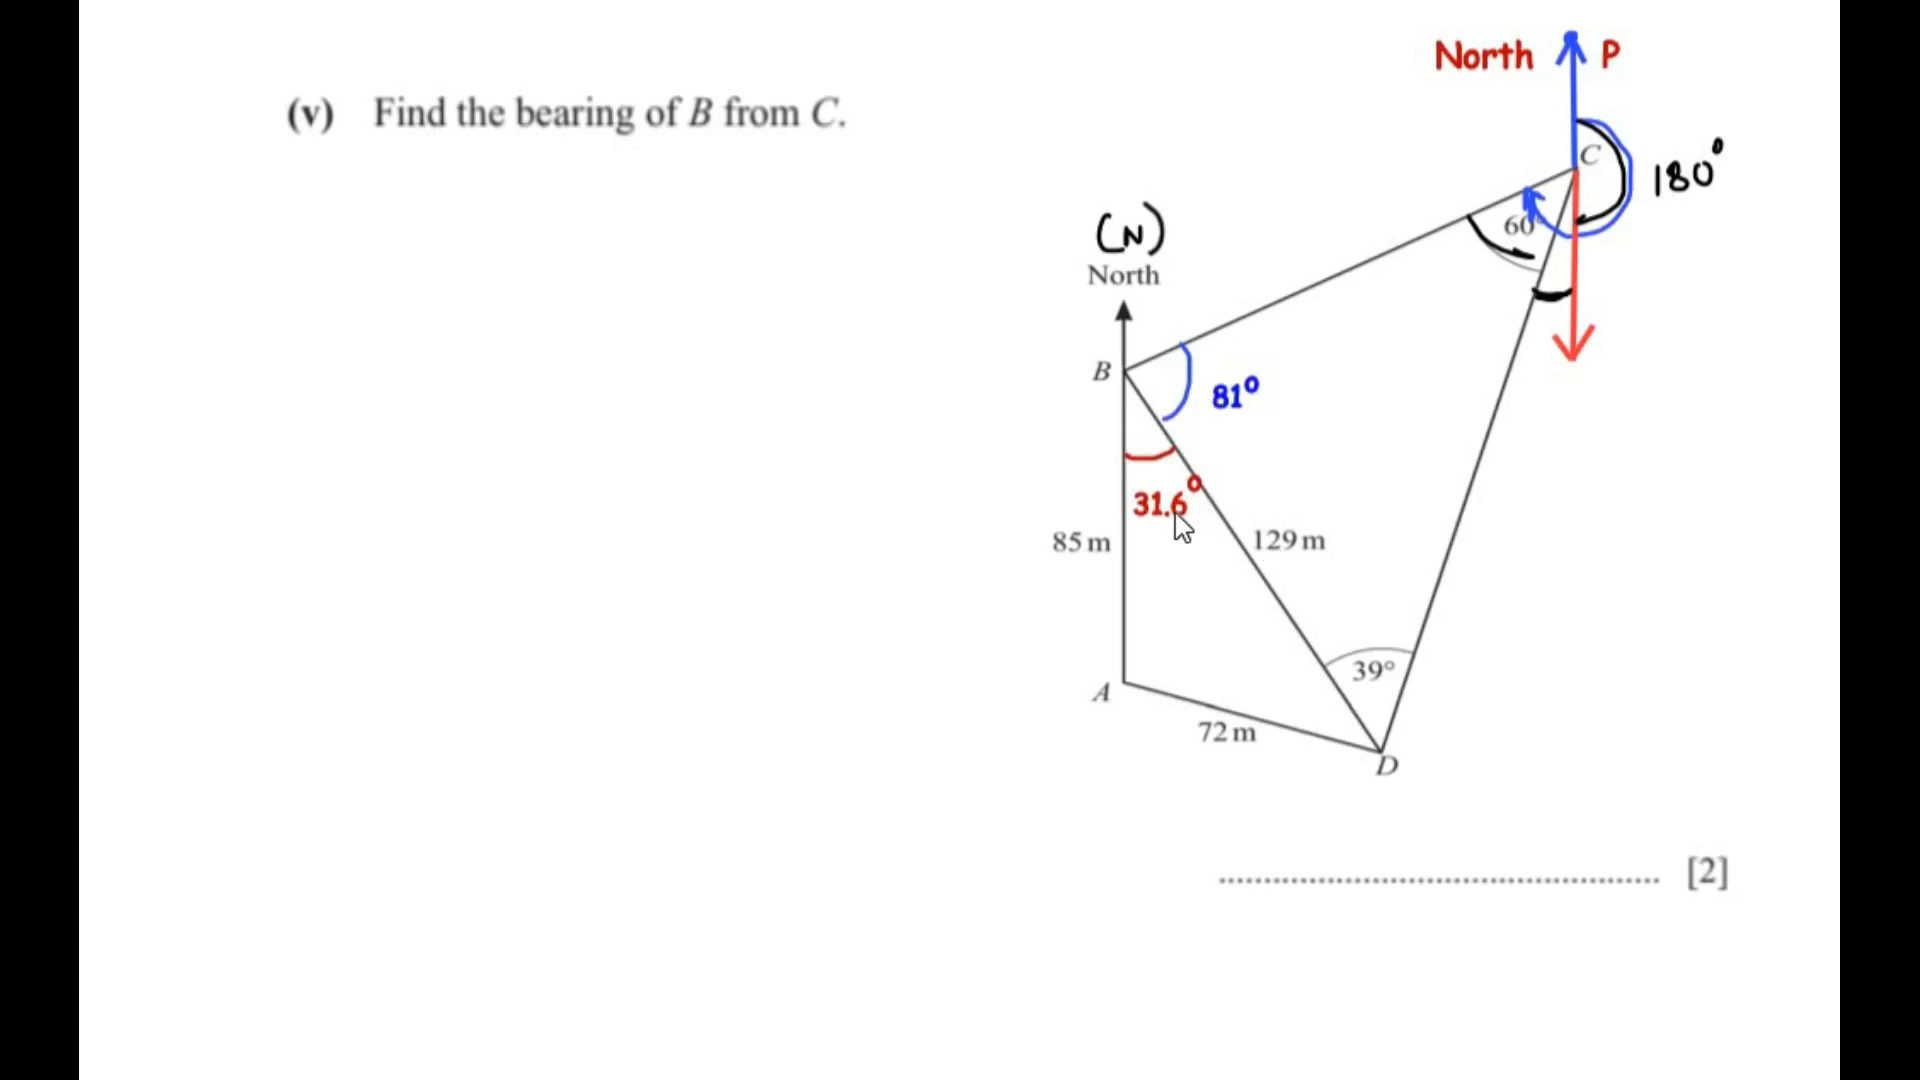 North P
(v) Find the bearing of B from C.
C
180°
(N)
60°
North
B
81°
31.6°
85 m
129 m
39°
A
72 m
D
[2]